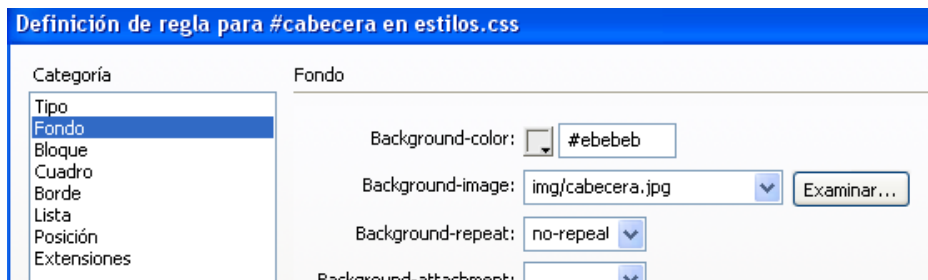 Definición de regla para #cabecera en estilos.css
Categoría
Fondo
Tipo
Fondo
Bloque
Cuadro
Borde
Lista
Posición
Extensiones
Background-color: #ebebeb
Background-image: img/cabecera.jpg Examinar...
Background-repeat: no-repeat
Background-attachment: